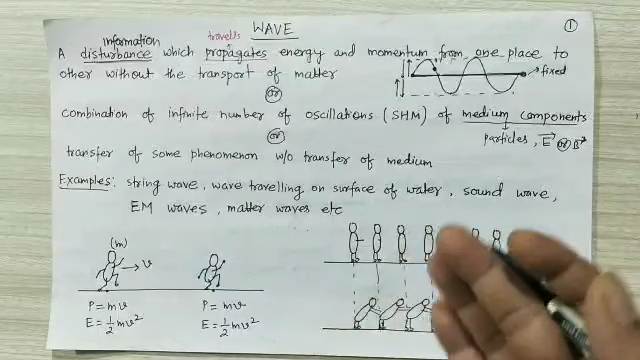 WAVE
①
information
travells
A disturbance which propagates energy and momentum from one place to
other without the transport of matter
fixed
or
combination of infinite number of oscillations (SHM) of medium components
or
particles, E or B
transfer of some phenomenon w/o transfer of medium
Examples: string wave, wave travelling on surface of water, sound wave,
EM waves, matter waves etc
(m)
v
P = mv
P = mv
E = 1/2 mv²
E = 1/2 mv²